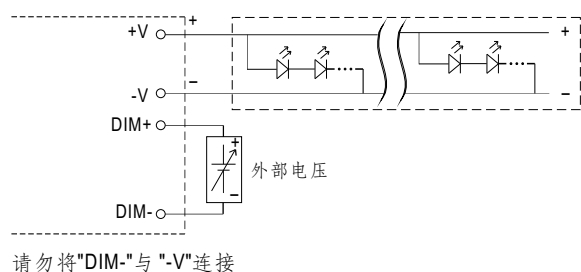 +V
+
+
-V
−
−
DIM+
+
外部电压
−
DIM-
请勿将"DIM-"与 "-V"连接